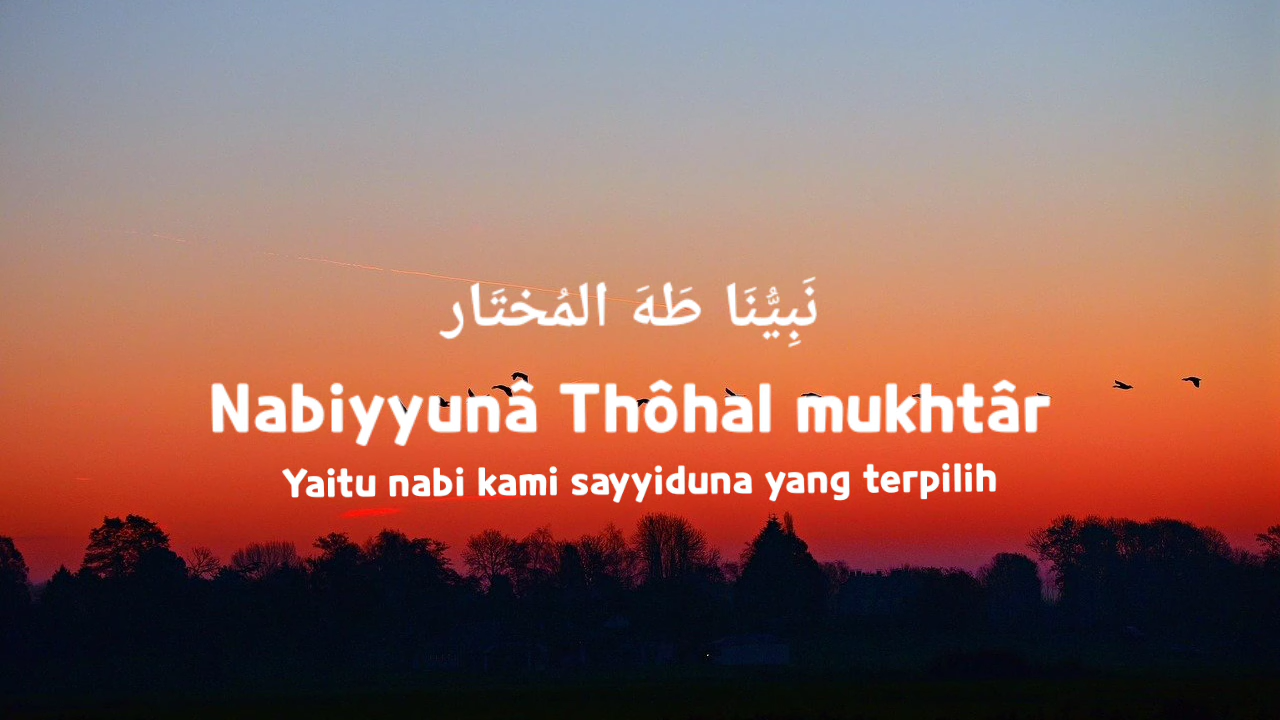 نَبِيُّنَا طَهَ المُختَار
Nabiyyunâ Thôhal mukhtâr
Yaitu nabi kami sayyiduna yang terpilih